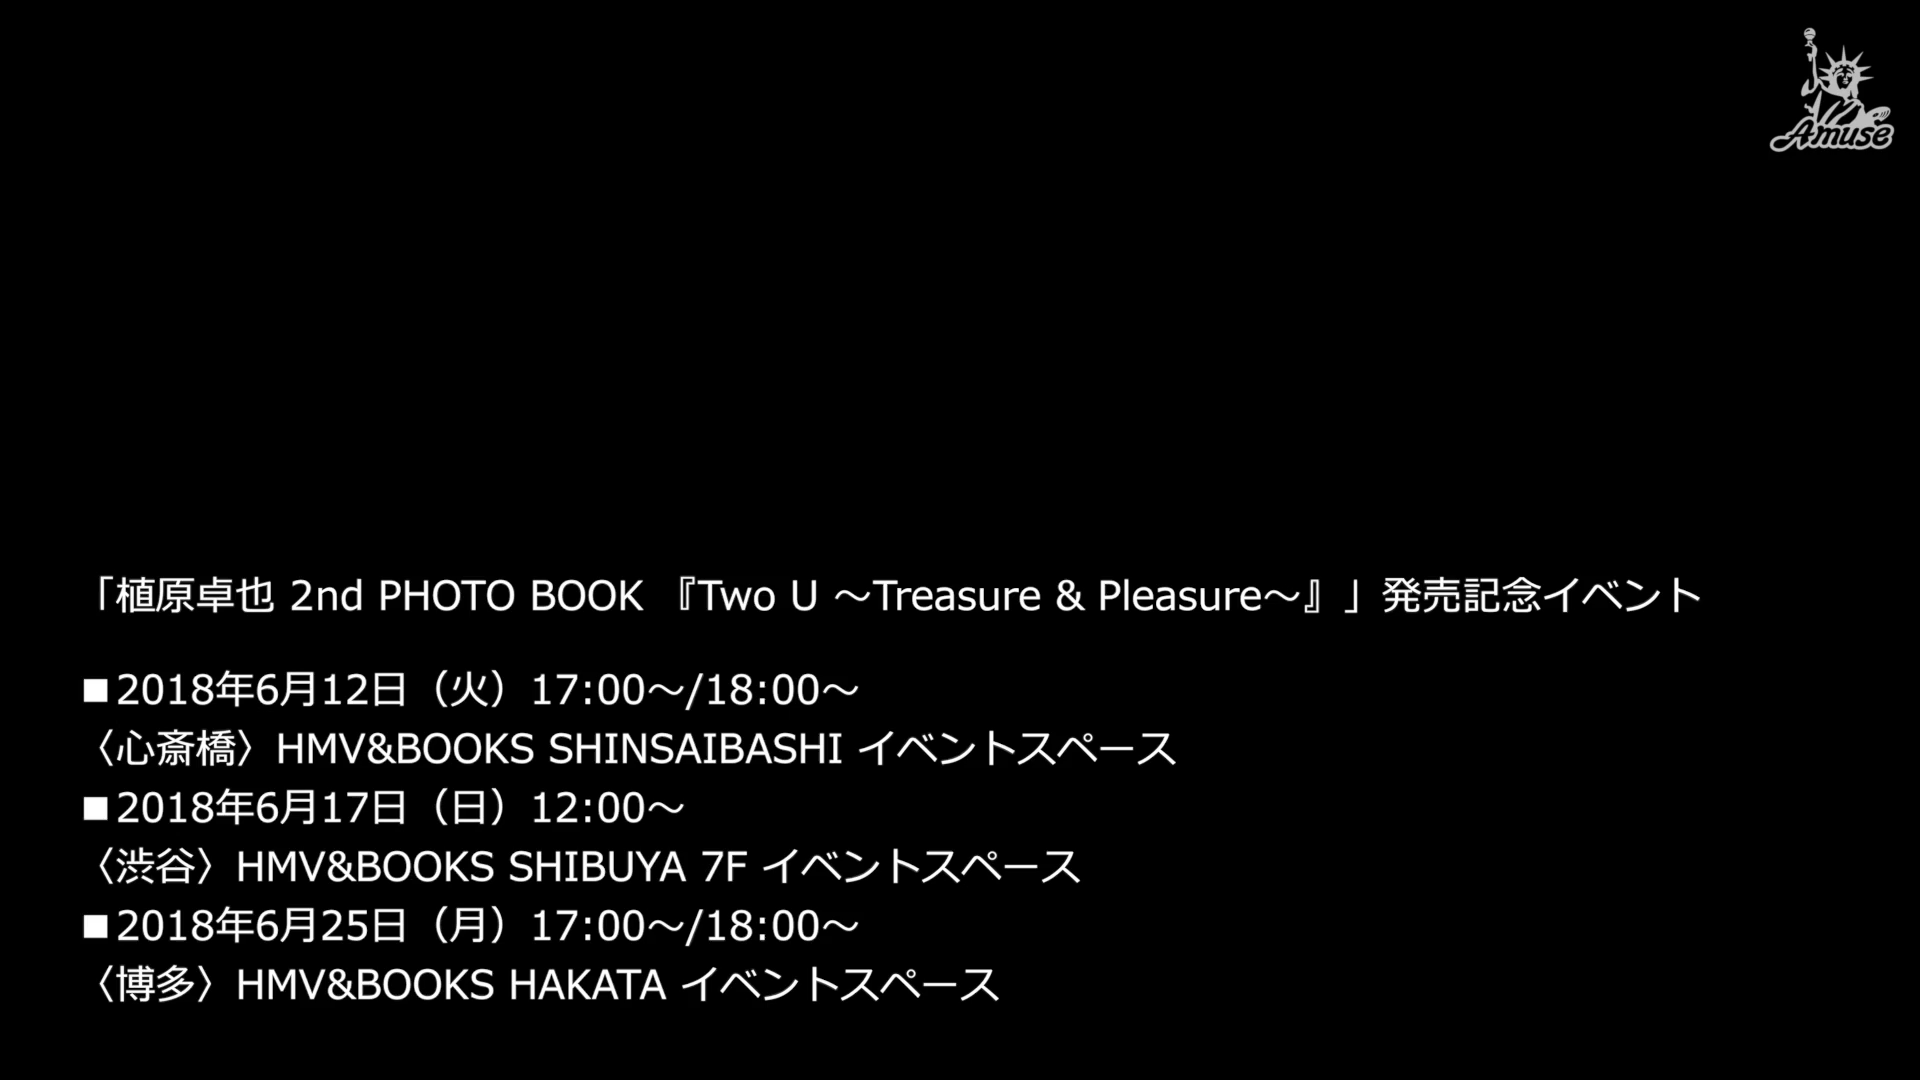 Amuse
「植原卓也 2nd PHOTO BOOK 『Two U ～Treasure & Pleasure～』」発売記念イベント
■2018年6月12日（火）17:00～/18:00～
〈心斎橋〉HMV&BOOKS SHINSAIBASHI イベントスペース
■2018年6月17日（日）12:00～
〈渋谷〉HMV&BOOKS SHIBUYA 7F イベントスペース
■2018年6月25日（月）17:00～/18:00～
〈博多〉HMV&BOOKS HAKATA イベントスペース